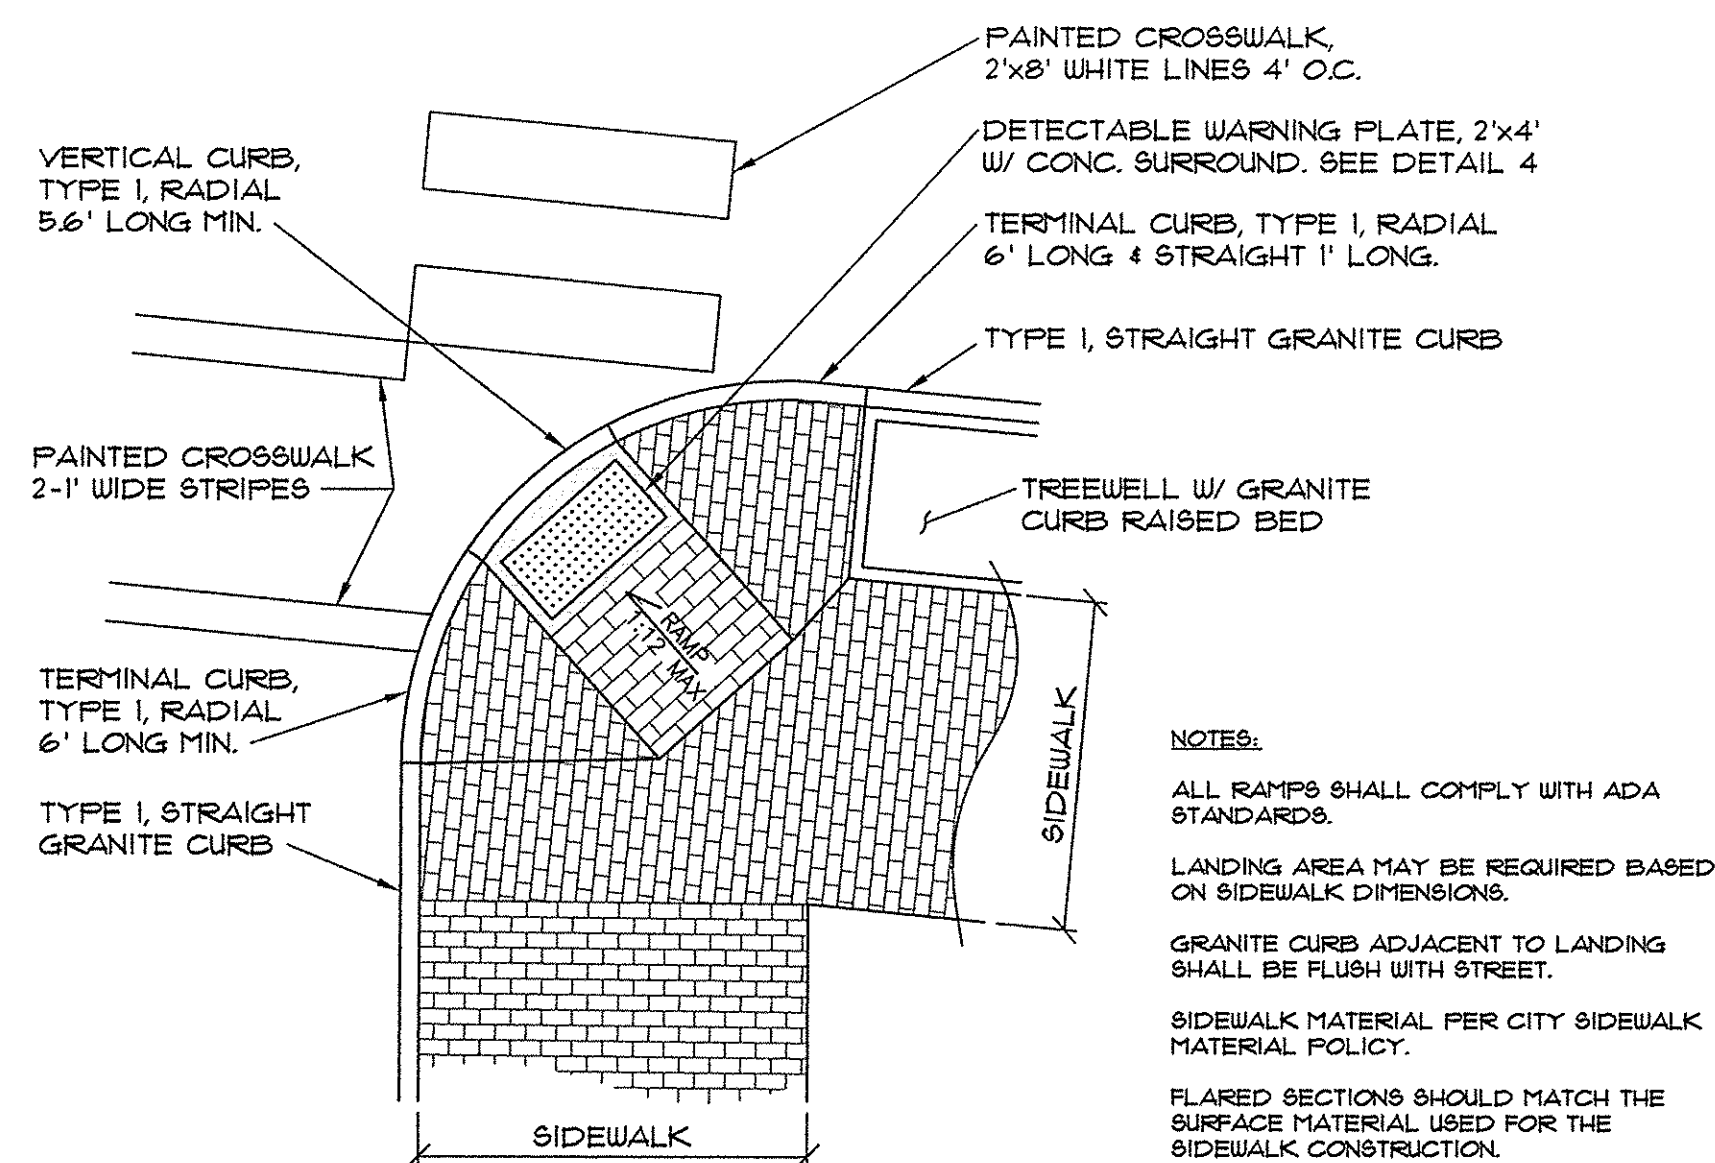 PAINTED CROSSWALK,
2'x8' WHITE LINES 4' O.C.
DETECTABLE WARNING PLATE, 2'x4'
W/ CONC. SURROUND. SEE DETAIL 4
TERMINAL CURB, TYPE 1, RADIAL
6' LONG & STRAIGHT 1' LONG.
TYPE 1, STRAIGHT GRANITE CURB
TREEWELL W/ GRANITE
CURB RAISED BED
VERTICAL CURB,
TYPE 1, RADIAL
5.6' LONG MIN.
PAINTED CROSSWALK
2-1' WIDE STRIPES
TERMINAL CURB,
TYPE 1, RADIAL
6' LONG MIN.
TYPE 1, STRAIGHT
GRANITE CURB
RAMP
1:12 MAX
SIDEWALK
SIDEWALK
NOTES:
ALL RAMPS SHALL COMPLY WITH ADA
STANDARDS.
LANDING AREA MAY BE REQUIRED BASED
ON SIDEWALK DIMENSIONS.
GRANITE CURB ADJACENT TO LANDING
SHALL BE FLUSH WITH STREET.
SIDEWALK MATERIAL PER CITY SIDEWALK
MATERIAL POLICY.
FLARED SECTIONS SHOULD MATCH THE
SURFACE MATERIAL USED FOR THE
SIDEWALK CONSTRUCTION.